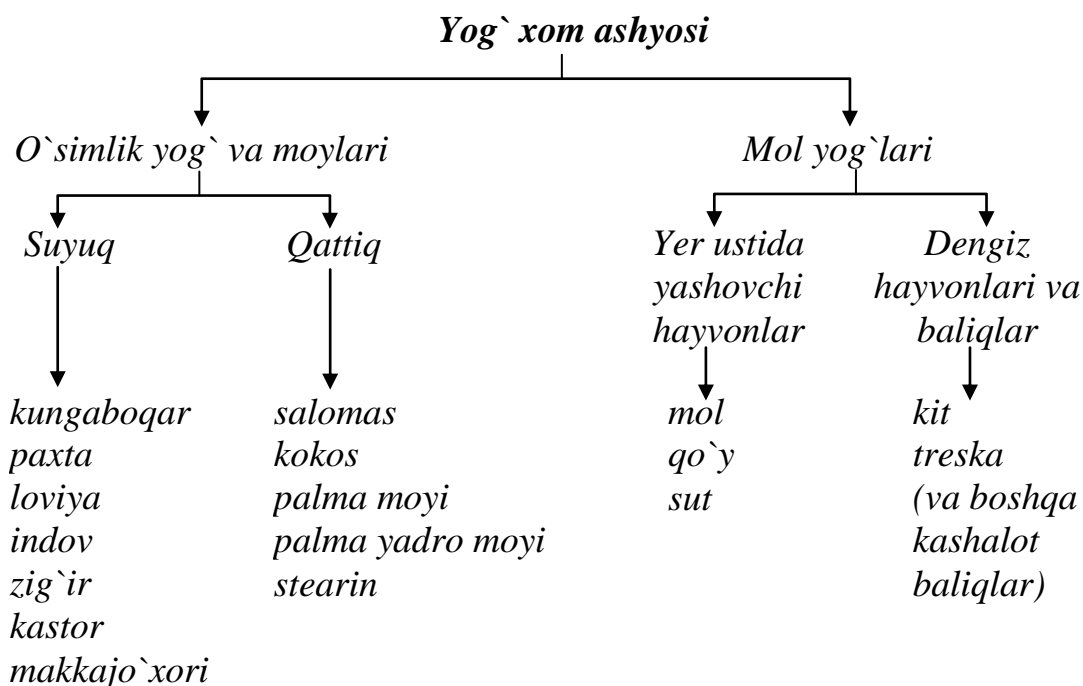 Yog` xom ashyosi
O`simlik yog` va moylari
Mol yog`lari
Suyuq
Qattiq
Yer ustida
yashovchi
hayvonlar
Dengiz
hayvonlari va
baliqlar
kungaboqar
paxta
loviya
indov
zig`ir
kastor
makkajo`xori
salomas
kokos
palma moyi
palma yadro moyi
stearin
mol
qo`y
sut
kit
treska
(va boshqa
kashalot
baliqlar)